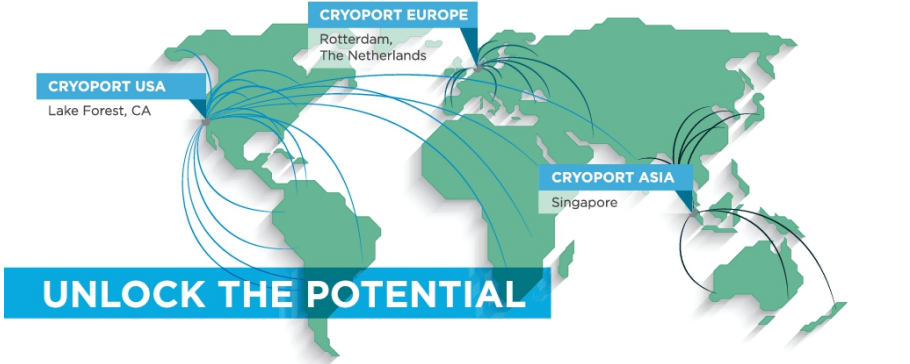 CRYOPORT EUROPE
Rotterdam,
The Netherlands
CRYOPORT USA
Lake Forest, CA
CRYOPORT ASIA
Singapore
UNLOCK THE POTENTIAL